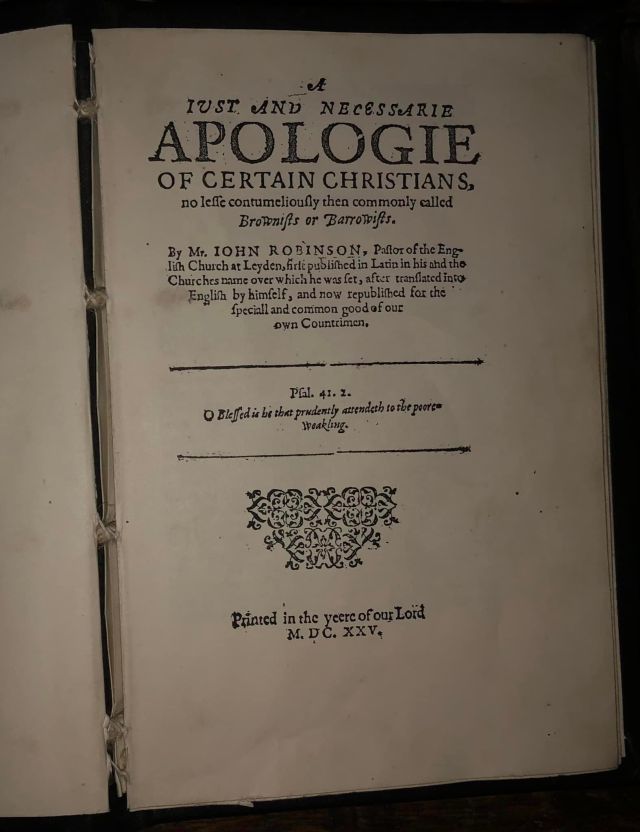 A
IVST AND NECESSARIE
APOLOGIE
OF CERTAIN CHRISTIANS,
no leſſe contumeliouſly then commonly called
Browniſts or Barrowiſts.
By Mr. IOHN ROBINSON, Paſtor of the Eng-
liſh Church at Leyden, firſt publiſhed in Latin in his and the
Churches name over which he was ſet, after tranſlated into
Engliſh by himſelf, and now republiſhed for the
ſpeciall and common good of our
own Countrimen.
Pſal. 41. 2.
O Bleſſed is he that prudently attendeth to the poore
Weakling.
Printed in the yeere of our Lord
M. DC. XXV.